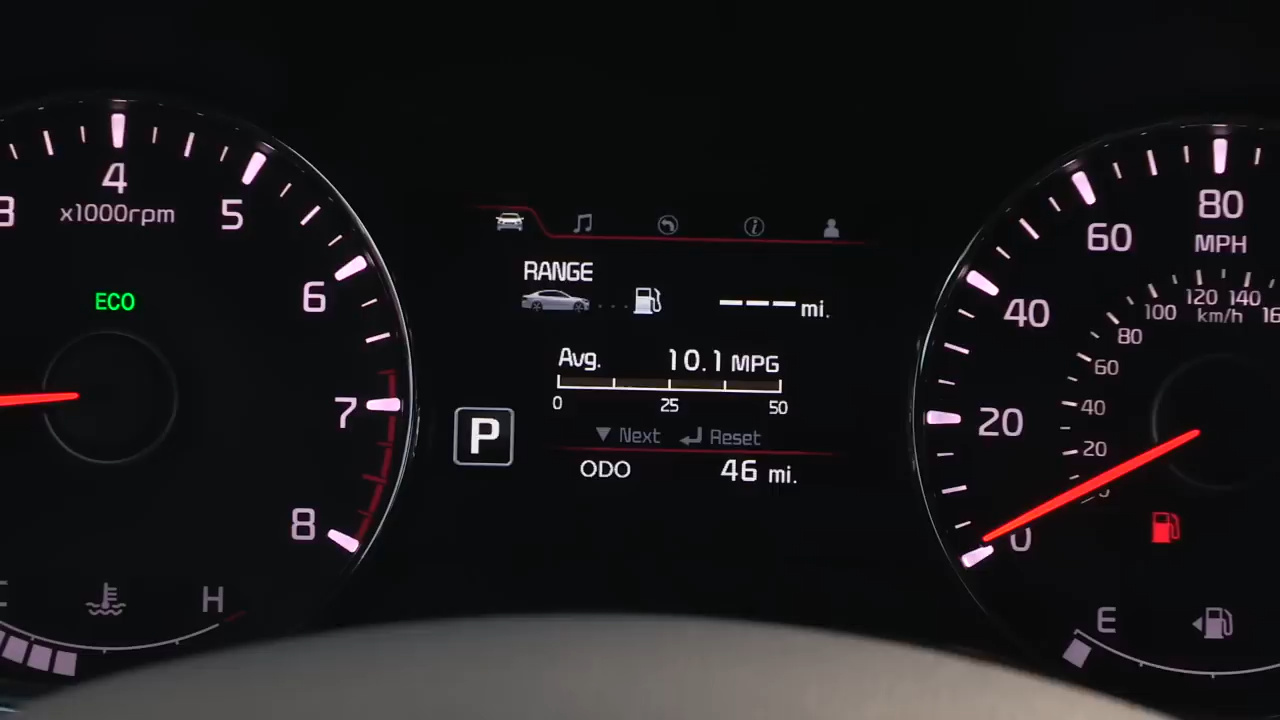 3 4 5 6 7 8
x1000rpm
ECO
H
RANGE
--- mi.
Avg. 10.1 MPG
0 25 50
Next Reset
P
ODO 46 mi.
0 20 40 60 80
MPH
20 40 60 80 100 120 140
km/h
E